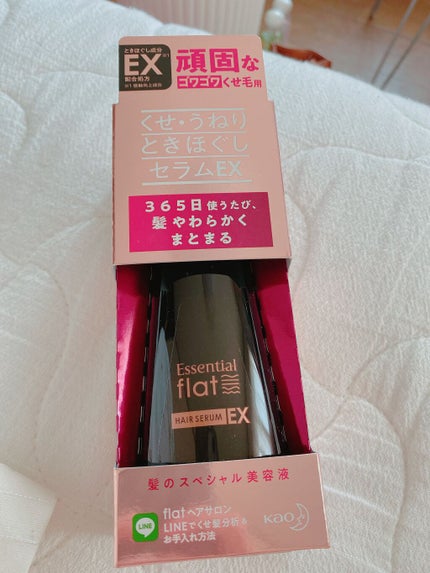 ときほぐし成分
EX※1
配合処方
頑固な
ゴワゴワくせ毛用
くせ・うねり
ときほぐし
セラムEX
365日使うたび、
髪やわらかく
まとまる
Essential
flat
HAIR SERUM EX
髪のスペシャル美容液
LINE
flatヘアサロン
LINEでくせ髪分析&
お手入れ方法
Kao